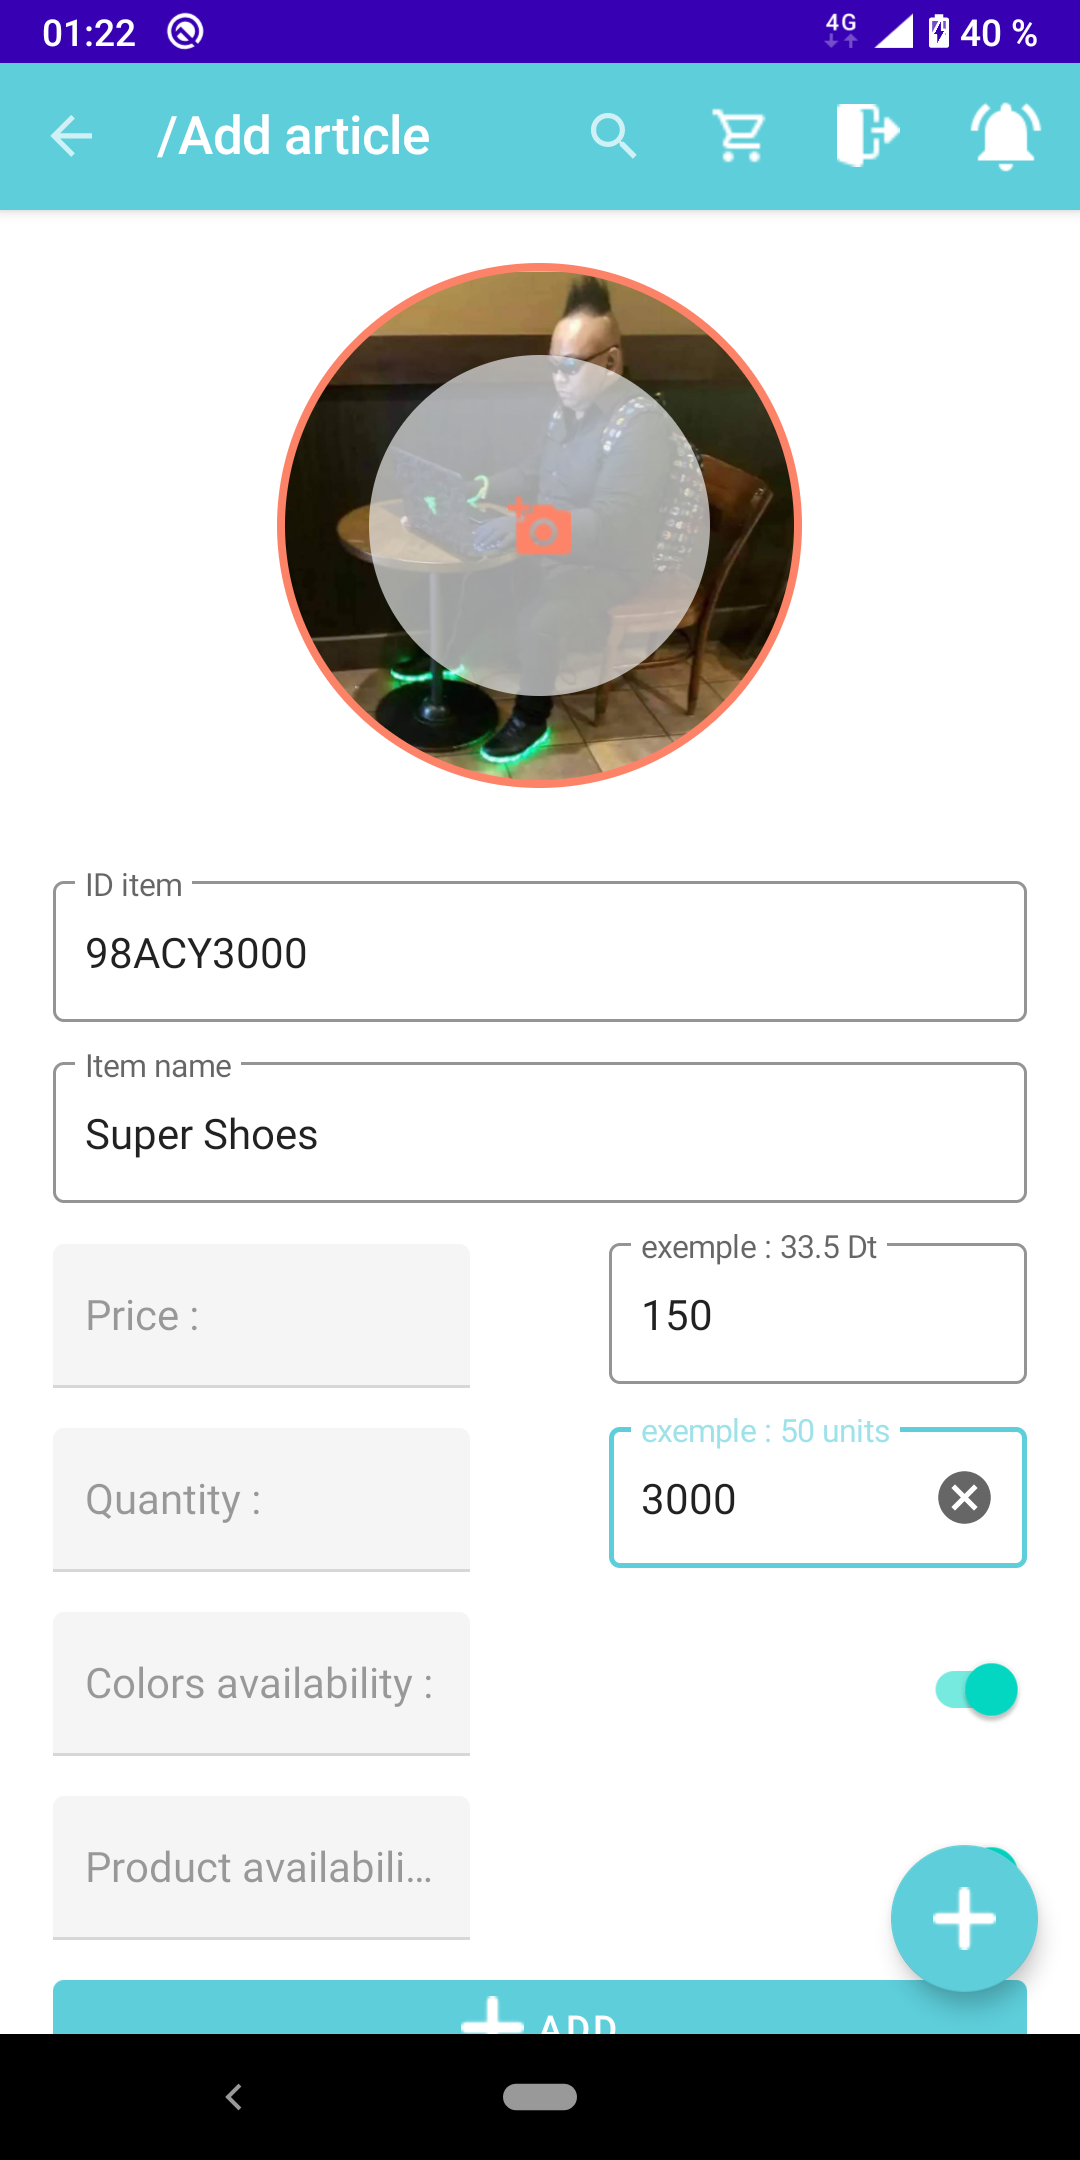 01:22 4G 40 %
/Add article
ID item
98ACY3000
Item name
Super Shoes
Price :
exemple : 33.5 Dt
150
Quantity :
exemple : 50 units
3000
Colors availability :
Product availabili...
ADD